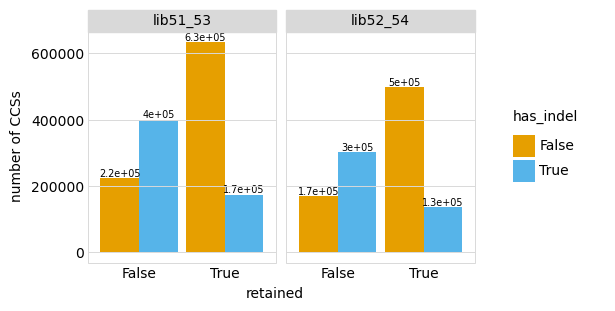 lib51_53
lib52_54
number of CCSs
600000
400000
200000
0
2.2e+05
4e+05
6.3e+05
1.7e+05
1.7e+05
3e+05
5e+05
1.3e+05
False
True
False
True
retained
has_indel
False
True